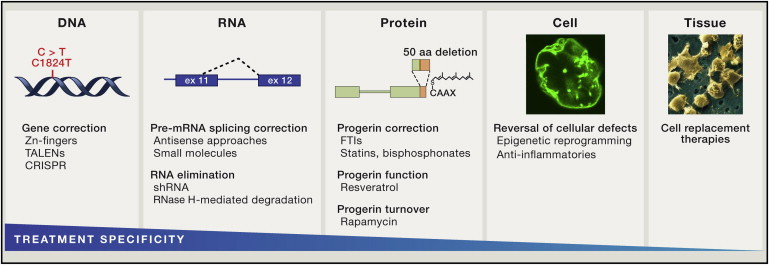 DNA
C > T
C1824T
Gene correction
Zn-fingers
TALENs
CRISPR
RNA
ex 11
ex 12
Pre-mRNA splicing correction
Antisense approaches
Small molecules
RNA elimination
shRNA
RNase H-mediated degradation
Protein
50 aa deletion
S
CAAX
Progerin correction
FTIs
Statins, bisphosphonates
Progerin function
Resveratrol
Progerin turnover
Rapamycin
Cell
Reversal of cellular defects
Epigenetic reprogramming
Anti-inflammatories
Tissue
Cell replacement
therapies
TREATMENT SPECIFICITY